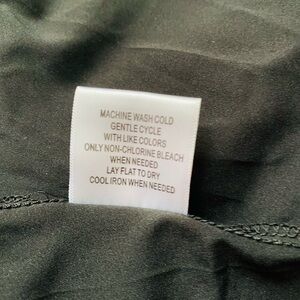 MACHINE WASH COLD
GENTLE CYCLE
WITH LIKE COLORS
ONLY NON-CHLORINE BLEACH
WHEN NEEDED
LAY FLAT TO DRY
COOL IRON WHEN NEEDED